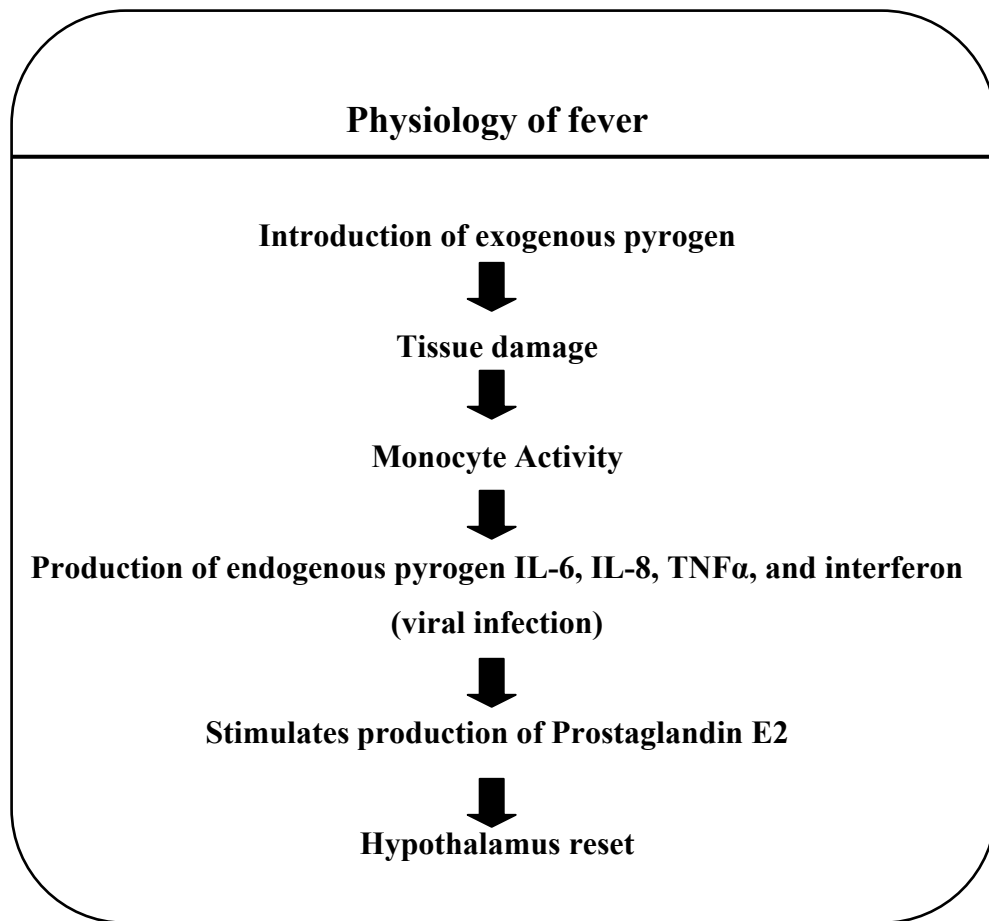 Physiology of fever
Introduction of exogenous pyrogen
Tissue damage
Monocyte Activity
Production of endogenous pyrogen IL-6, IL-8, TNFα, and interferon
(viral infection)
Stimulates production of Prostaglandin E2
Hypothalamus reset